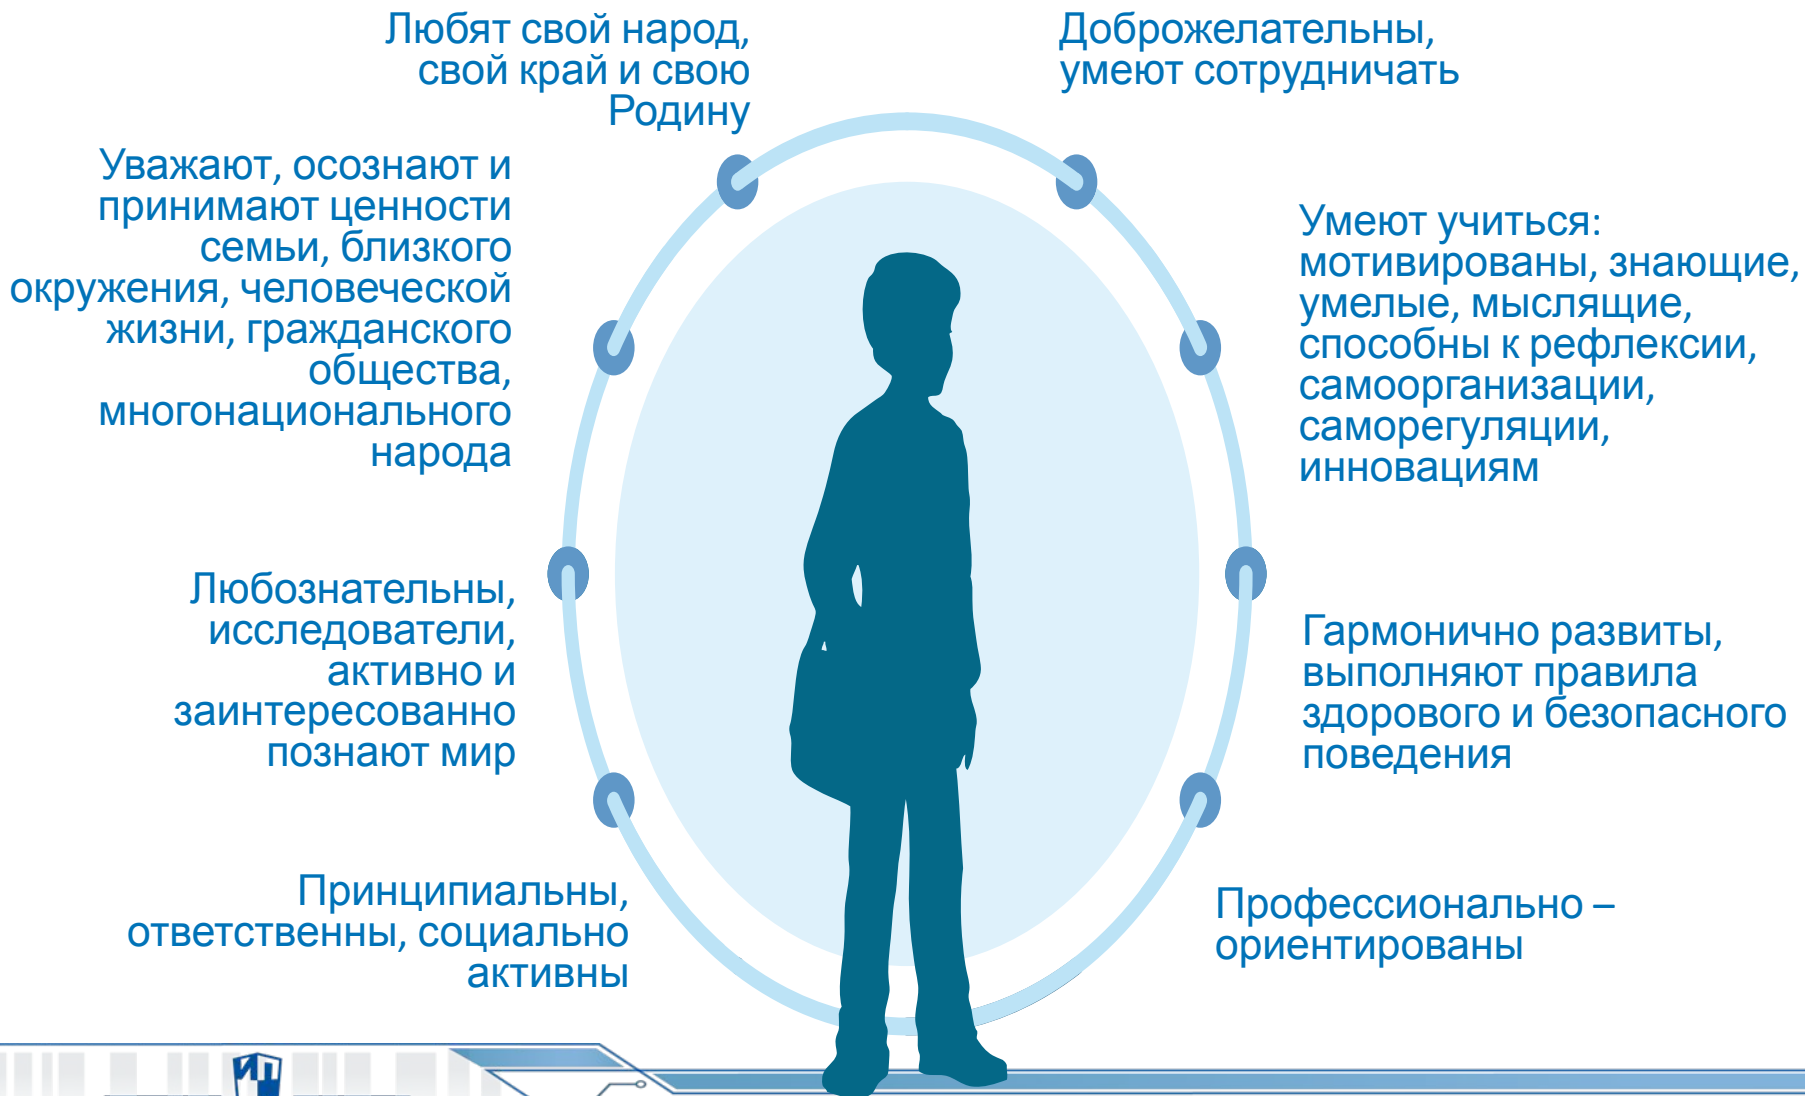 Любят свой народ,
свой край и свою
Родину
Доброжелательны,
умеют сотрудничать
Уважают, осознают и
принимают ценности
семьи, близкого
окружения, человеческой
жизни, гражданского
общества,
многонационального
народа
Умеют учиться:
мотивированы, знающие,
умелые, мыслящие,
способны к рефлексии,
самоорганизации,
саморегуляции,
инновациям
Любознательны,
исследователи,
активно и
заинтересованно
познают мир
Гармонично развиты,
выполняют правила
здорового и безопасного
поведения
Принципиальны,
ответственны, социально
активны
Профессионально –
ориентированы